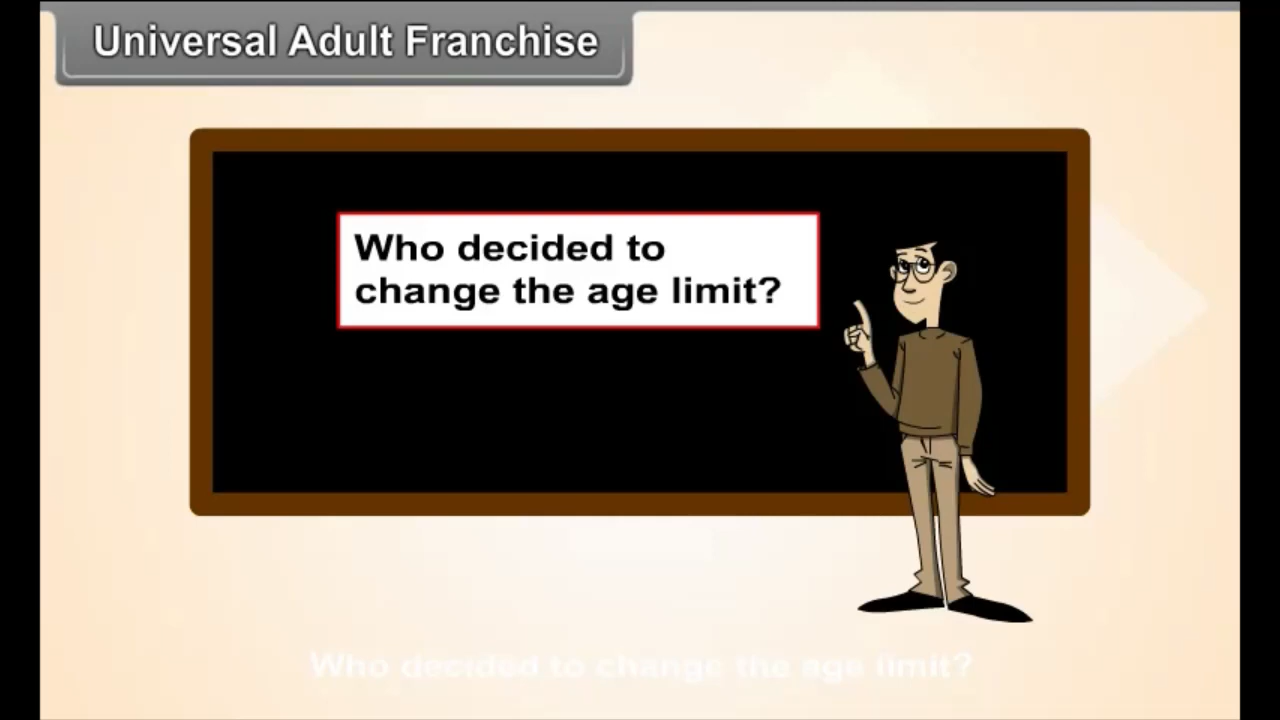 Universal Adult Franchise
Who decided to
change the age limit?
Who decided to change the age limit?